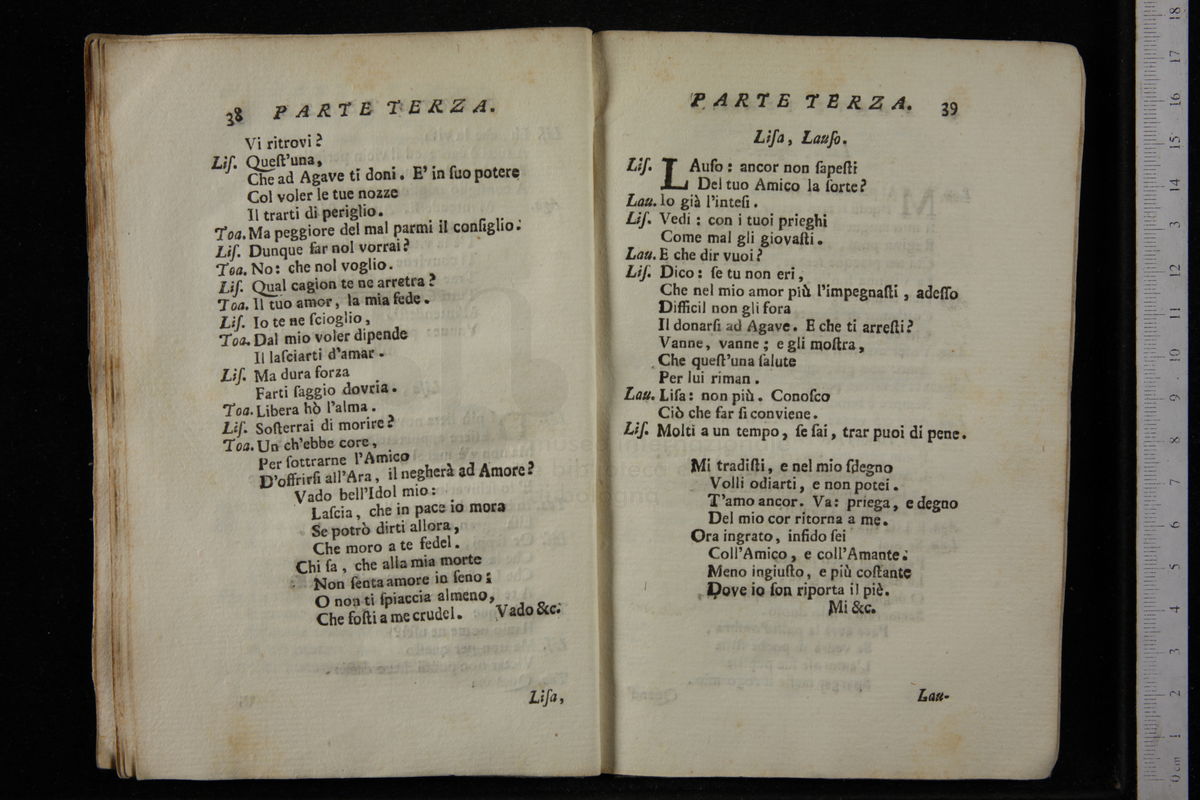 38 PARTE TERZA.
Vi ritrovi?
Liſ. Queſt'una,
Che ad Agave ti doni. E' in ſuo potere
Col voler le tue nozze
Il trarti di periglio.
Toa. Ma peggiore del mal parmi il conſiglio.
Liſ. Dunque far nol vorrai?
Toa. No: che nol voglio.
Liſ. Qual cagion te ne arretra?
Toa. Il tuo amor, la mia fede.
Liſ. Io te ne ſcioglio,
Toa. Dal mio voler dipende
Il laſciarti d'amar.
Liſ. Ma dura forza
Farti ſaggio dovria.
Toa. Libera hò l'alma.
Liſ. Soſterrai di morire?
Toa. Un ch'ebbe core,
Per ſottrarne l'Amico
D'offrirſi all'Ara, il negherà ad Amore?
Vado bell'Idol mio:
Laſcia, che in pace io mora
Se potrò dirti allora,
Che moro a te fedel.
Chi ſa, che alla mia morte
Non ſenta amore in ſeno;
O non ti ſpiaccia almeno,
Che foſti a me crudel. Vado &c.
Liſa,
PARTE TERZA. 39
Liſa, Lauſo.
Liſ. LAuſo: ancor non ſapeſti
Del tuo Amico la ſorte?
Lau. Io già l'inteſi.
Liſ. Vedi: con i tuoi prieghi
Come mal gli giovaſti.
Lau. E che dir vuoi?
Liſ. Dico: ſe tu non eri,
Che nel mio amor più l'impegnaſti, adeſſo
Difficil non gli fora
Il donarſi ad Agave. E che ti arreſti?
Vanne, vanne; e gli moſtra,
Che queſt'una ſalute
Per lui riman.
Lau. Liſa: non più. Conoſco
Ciò che far ſi conviene.
Liſ. Molti a un tempo, ſe ſai, trar puoi di pene.
Mi tradiſti, e nel mio ſdegno
Volli odiarti, e non potei.
T'amo ancor. Va: priega, e degno
Del mio cor ritorna a me.
Ora ingrato, infido ſei
Coll'Amico, e coll'Amante:
Meno ingiuſto, e più coſtante
Dove io ſon riporta il piè.
Mi &c.
Lau-